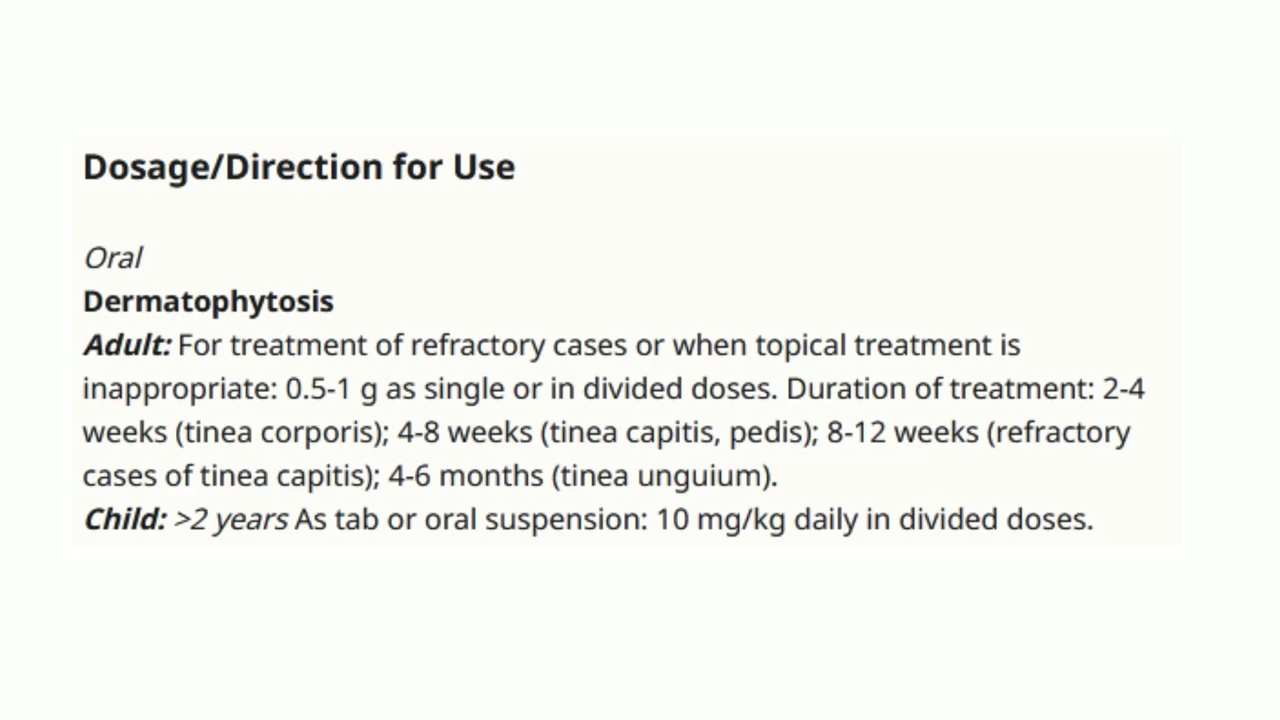 Dosage/Direction for Use
Oral
Dermatophytosis
Adult: For treatment of refractory cases or when topical treatment is
inappropriate: 0.5-1 g as single or in divided doses. Duration of treatment: 2-4
weeks (tinea corporis); 4-8 weeks (tinea capitis, pedis); 8-12 weeks (refractory
cases of tinea capitis); 4-6 months (tinea unguium).
Child: >2 years As tab or oral suspension: 10 mg/kg daily in divided doses.